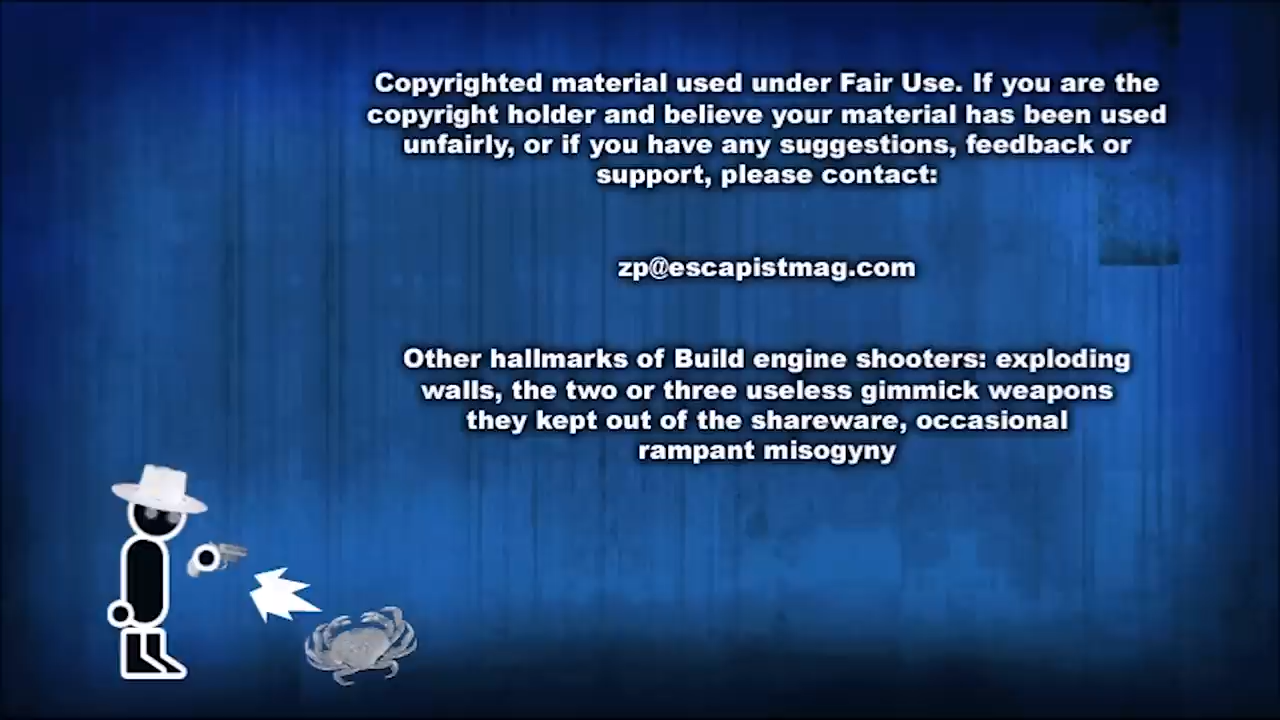 Copyrighted material used under Fair Use. If you are the
copyright holder and believe your material has been used
unfairly, or if you have any suggestions, feedback or
support, please contact:
zp@escapistmag.com
Other hallmarks of Build engine shooters: exploding
walls, the two or three useless gimmick weapons
they kept out of the shareware, occasional
rampant misogyny